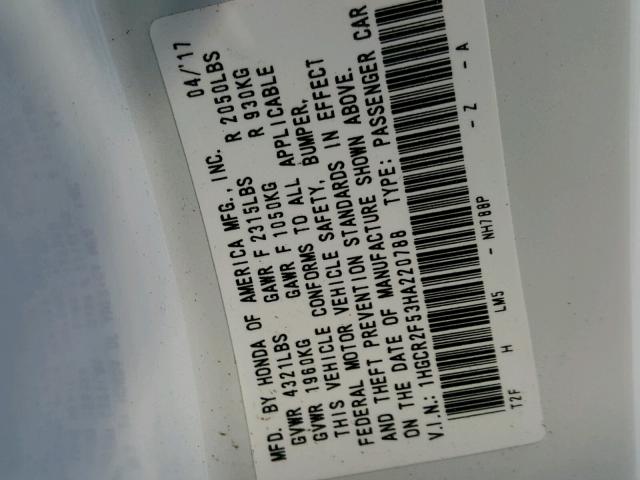 MFD. BY HONDA OF AMERICA MFG., INC. 04/'17
GVWR 4321LBS GAWR F 2315LBS R 2050LBS
GVWR 1960KG GAWR F 1050KG R 930KG
THIS VEHICLE CONFORMS TO ALL APPLICABLE
FEDERAL MOTOR VEHICLE SAFETY, BUMPER,
AND THEFT PREVENTION STANDARDS IN EFFECT
ON THE DATE OF MANUFACTURE SHOWN ABOVE.
V.I.N.: 1HGCR2F53HA220788 TYPE: PASSENGER CAR
T2F H LM5 - NH788P - Z - A